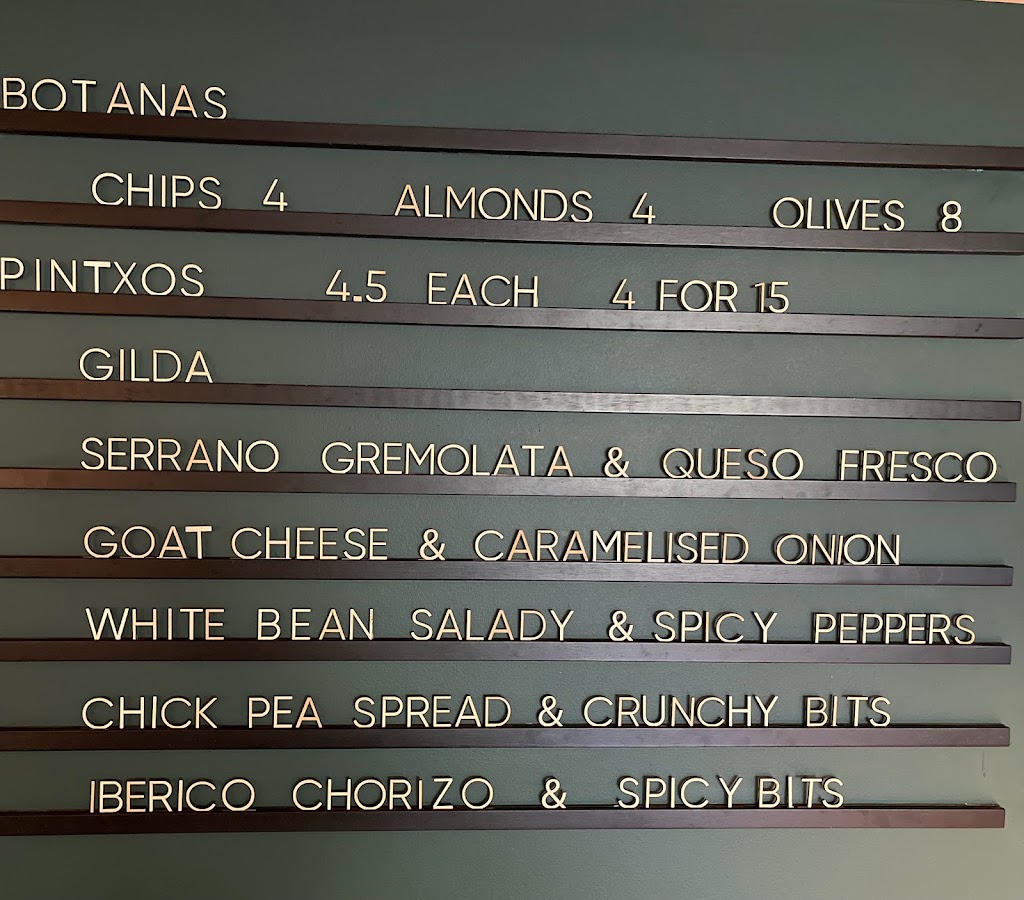 BOTANAS
CHIPS 4 ALMONDS 4 OLIVES 8
PINTXOS 4.5 EACH 4 FOR 15
GILDA
SERRANO GREMOLATA & QUESO FRESCO
GOAT CHEESE & CARAMELISED ONION
WHITE BEAN SALADY & SPICY PEPPERS
CHICK PEA SPREAD & CRUNCHY BITS
IBERICO CHORIZO & SPICY BITS